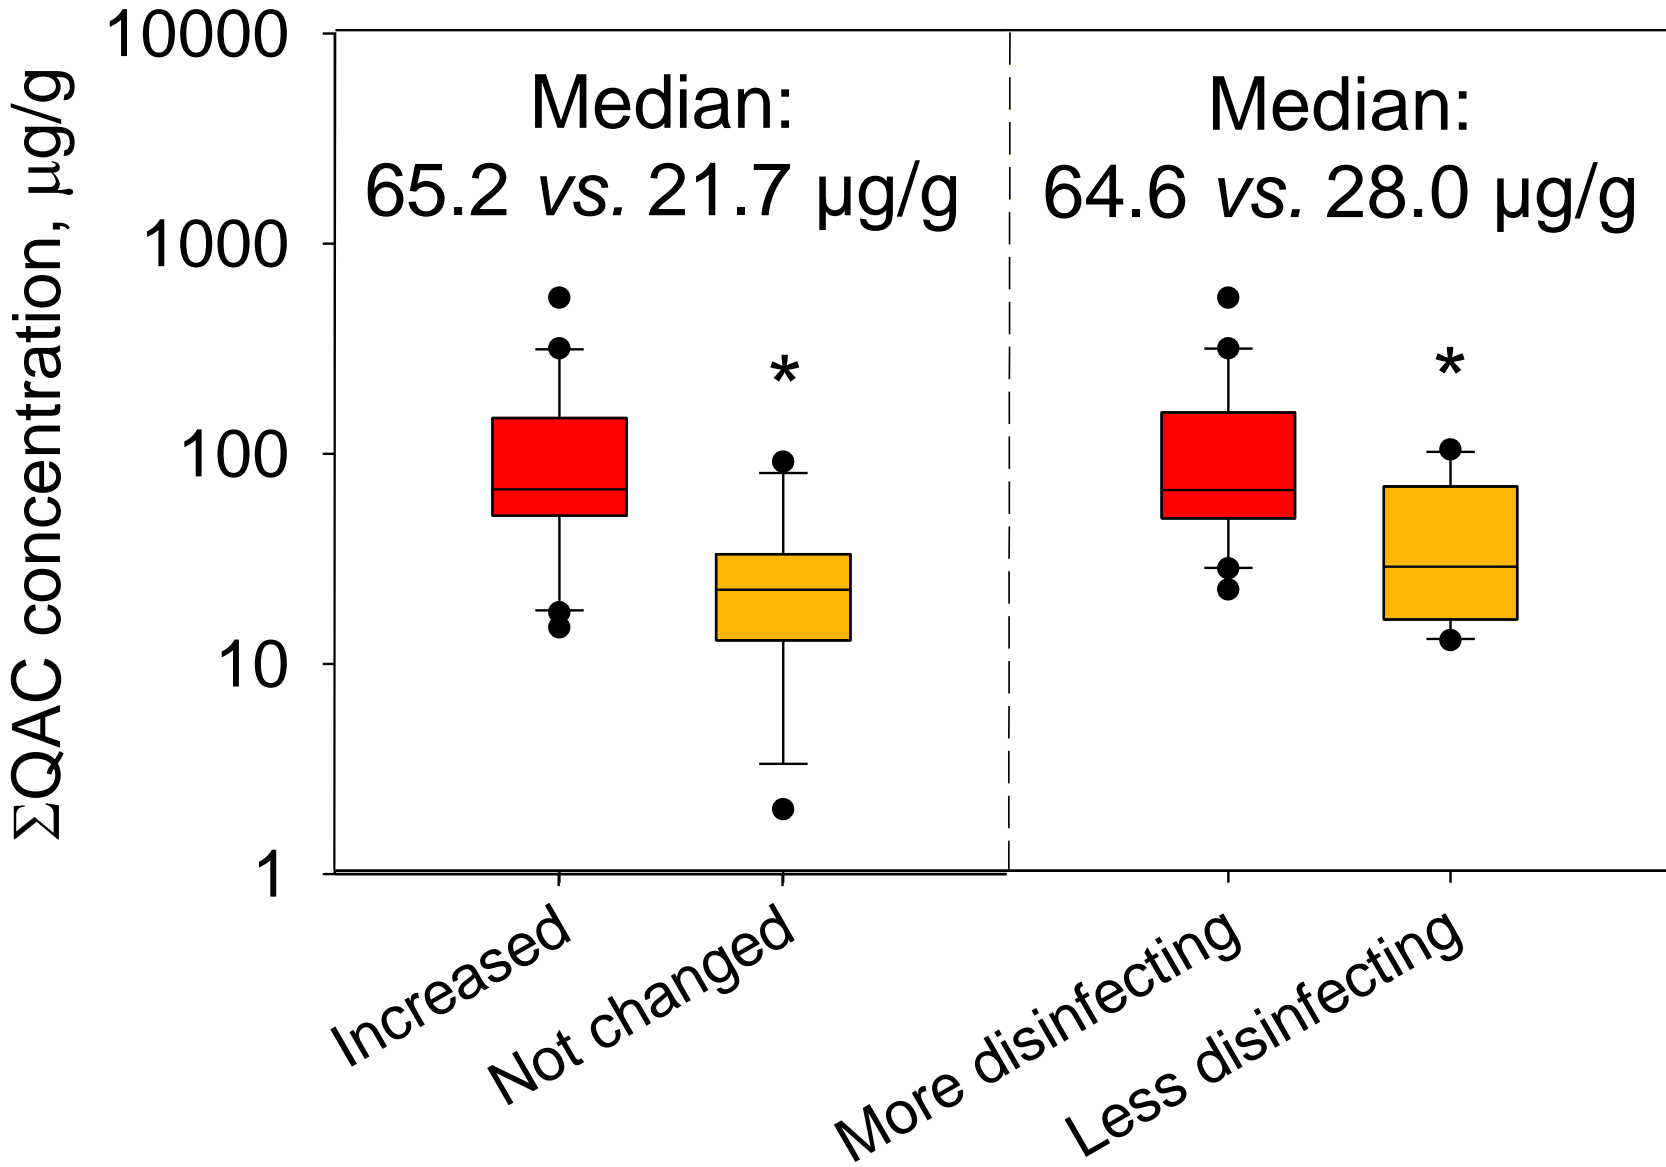 ΣQAC concentration, μg/g
10000
1000
100
10
1
Median:
65.2 vs. 21.7 μg/g
Median:
64.6 vs. 28.0 μg/g
*
*
Increased
Not changed
More disinfecting
Less disinfecting